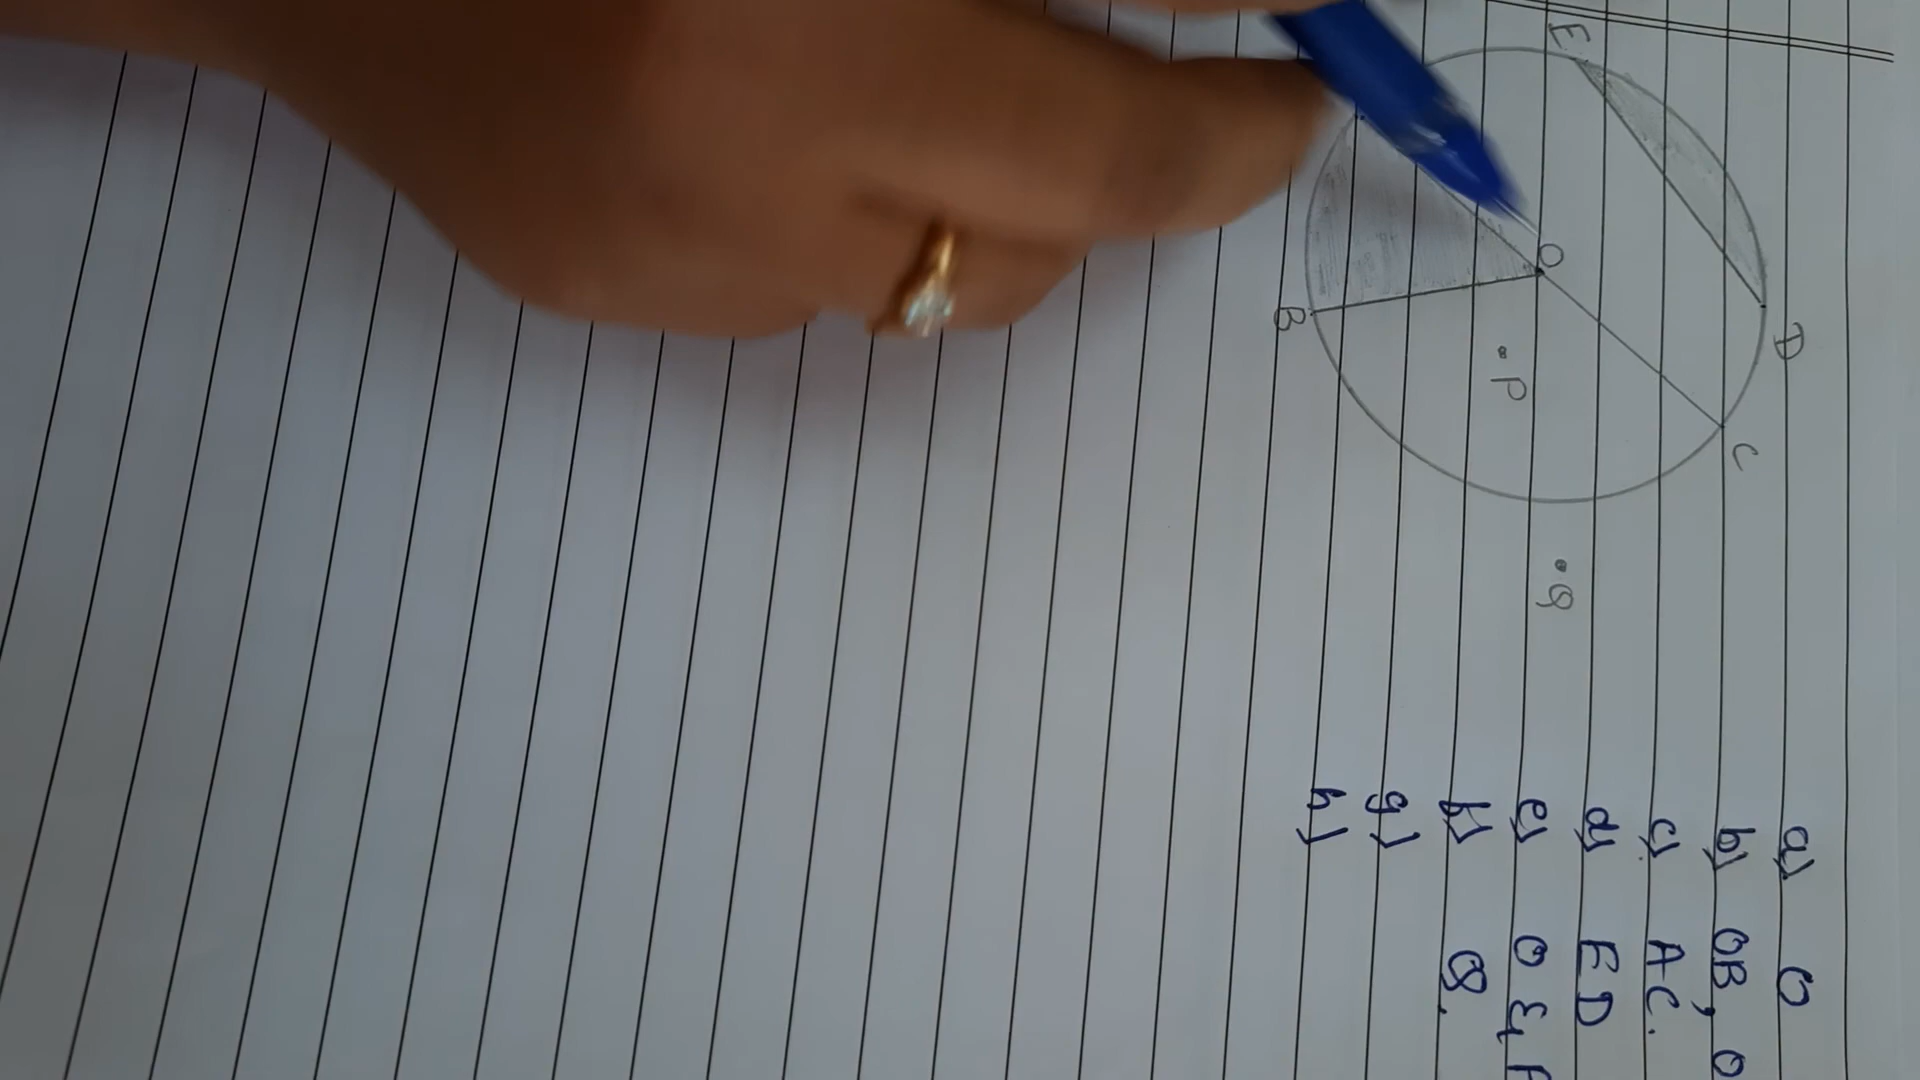 E
D
O
C
B
P
Q
a) O
b) OB, O
c) AC.
d) ED
e) O & P
f) Q.
g)
h)